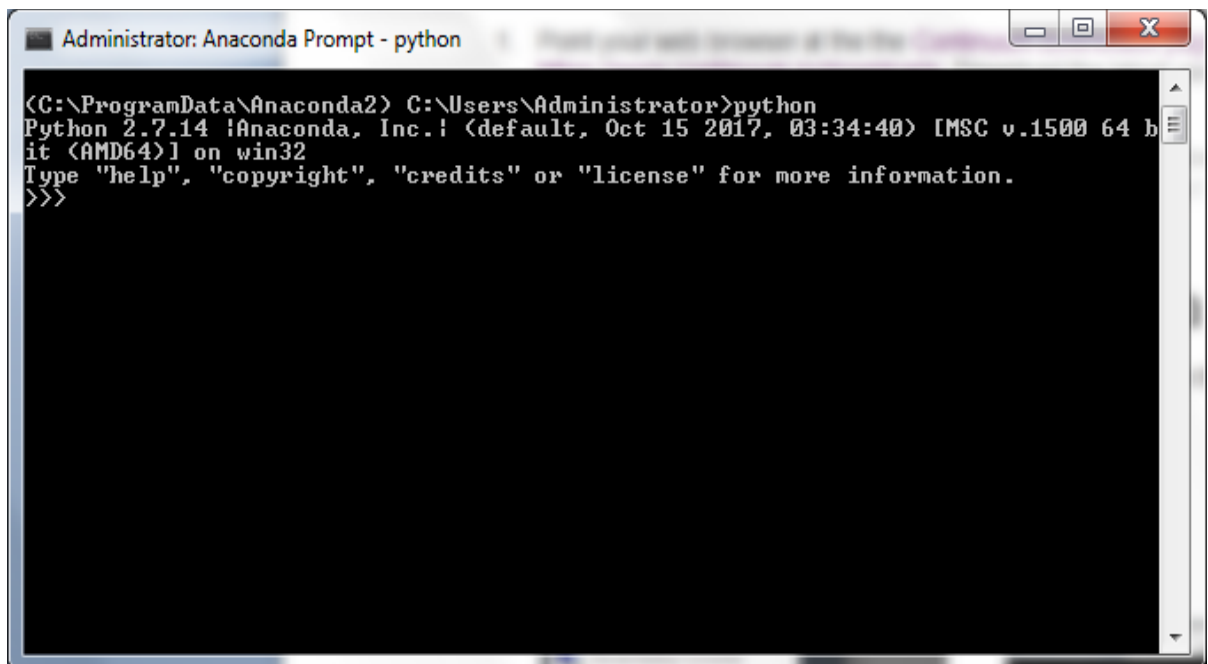 Administrator: Anaconda Prompt - python
(C:\ProgramData\Anaconda2) C:\Users\Administrator>python
Python 2.7.14 |Anaconda, Inc.| (default, Oct 15 2017, 03:34:40) [MSC v.1500 64 b
it (AMD64)] on win32
Type "help", "copyright", "credits" or "license" for more information.
>>>